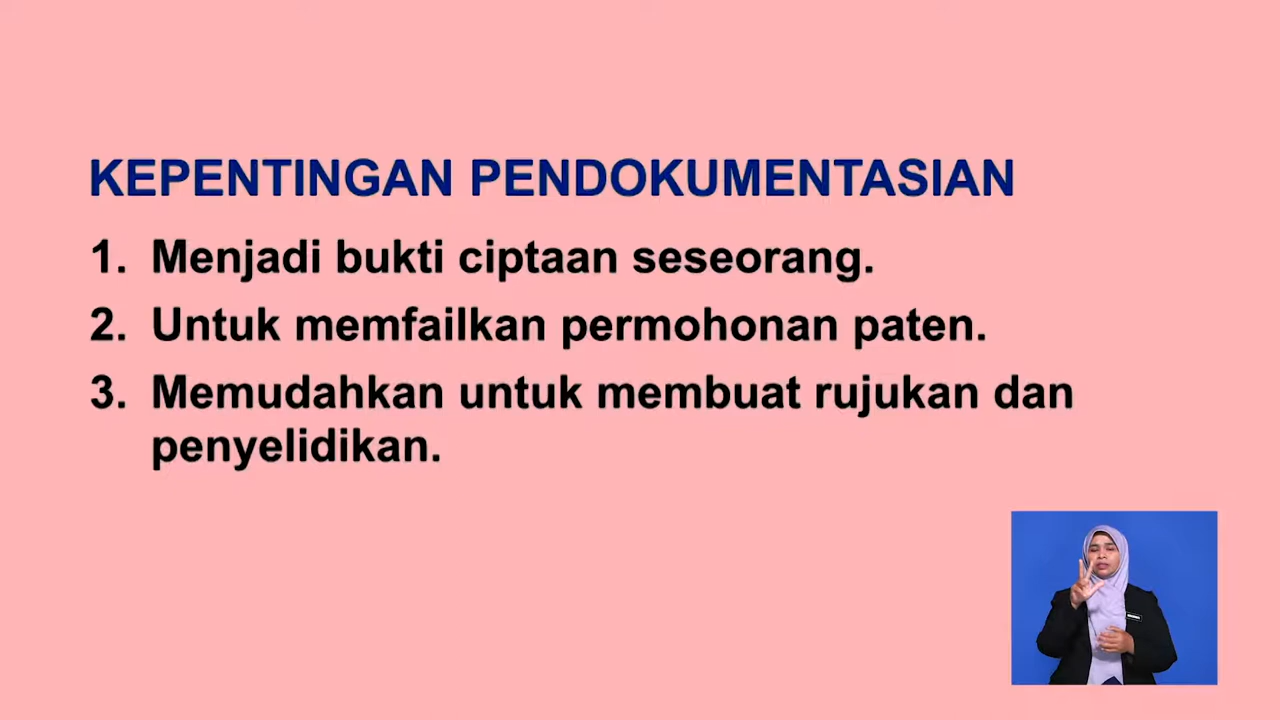 KEPENTINGAN PENDOKUMENTASIAN
1. Menjadi bukti ciptaan seseorang.
2. Untuk memfailkan permohonan paten.
3. Memudahkan untuk membuat rujukan dan
penyelidikan.